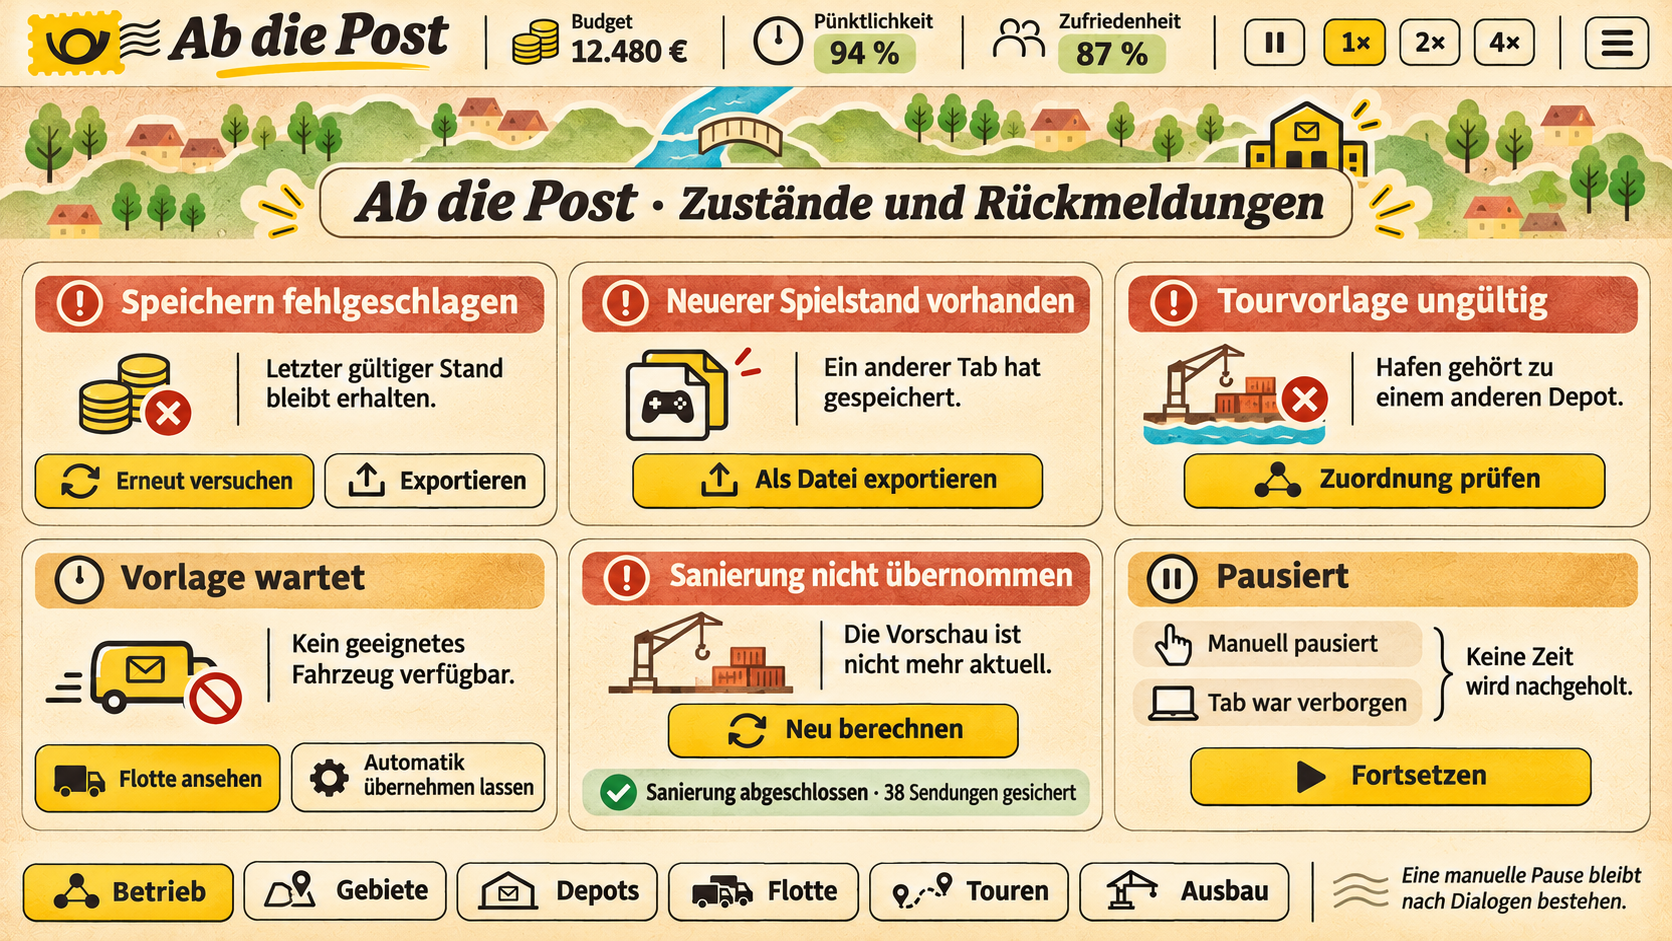 Ab die Post
Budget
12.480 €
Pünktlichkeit
94 %
Zufriedenheit
87 %
1×
2×
4×
Ab die Post · Zustände und Rückmeldungen
Speichern fehlgeschlagen
Letzter gültiger Stand
bleibt erhalten.
Erneut versuchen
Exportieren
Neuerer Spielstand vorhanden
Ein anderer Tab hat
gespeichert.
Als Datei exportieren
Tourvorlage ungültig
Hafen gehört zu
einem anderen Depot.
Zuordnung prüfen
Vorlage wartet
Kein geeignetes
Fahrzeug verfügbar.
Flotte ansehen
Automatik
übernehmen lassen
Sanierung nicht übernommen
Die Vorschau ist
nicht mehr aktuell.
Neu berechnen
Sanierung abgeschlossen · 38 Sendungen gesichert
Pausiert
Manuell pausiert
Tab war verborgen
Keine Zeit
wird nachgeholt.
Fortsetzen
Betrieb
Gebiete
Depots
Flotte
Touren
Ausbau
Eine manuelle Pause bleibt
nach Dialogen bestehen.